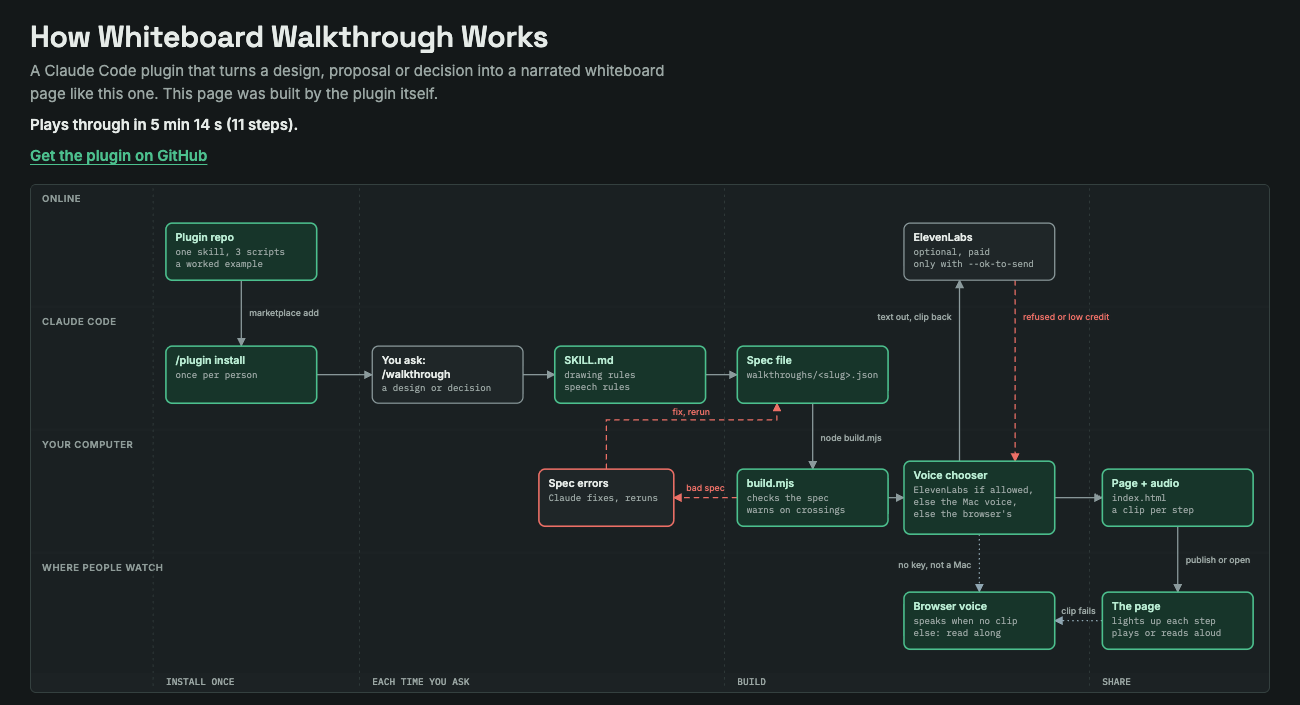 How Whiteboard Walkthrough Works
A Claude Code plugin that turns a design, proposal or decision into a narrated whiteboard
page like this one. This page was built by the plugin itself.
Plays through in 5 min 14 s (11 steps).
Get the plugin on GitHub
ONLINE
Plugin repo
one skill, 3 scripts
a worked example
ElevenLabs
optional, paid
only with --ok-to-send
marketplace add
text out, clip back
refused or low credit
CLAUDE CODE
/plugin install
once per person
You ask:
/walkthrough
a design or decision
SKILL.md
drawing rules
speech rules
Spec file
walkthroughs/<slug>.json
fix, rerun
node build.mjs
YOUR COMPUTER
Spec errors
Claude fixes, reruns
bad spec
build.mjs
checks the spec
warns on crossings
Voice chooser
ElevenLabs if allowed,
else the Mac voice,
else the browser's
Page + audio
index.html
a clip per step
no key, not a Mac
publish or open
WHERE PEOPLE WATCH
Browser voice
speaks when no clip
else: read along
clip fails
The page
lights up each step
plays or reads aloud
INSTALL ONCE
EACH TIME YOU ASK
BUILD
SHARE